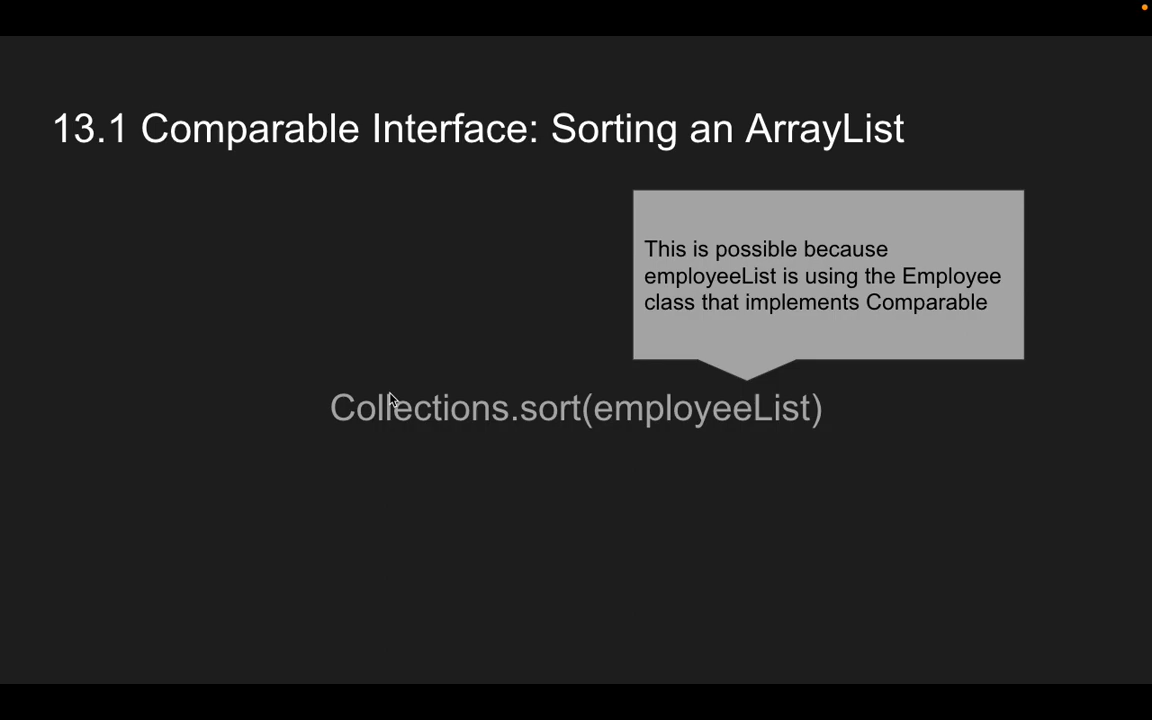 13.1 Comparable Interface: Sorting an ArrayList
This is possible because
employeeList is using the Employee
class that implements Comparable
Collections.sort(employeeList)